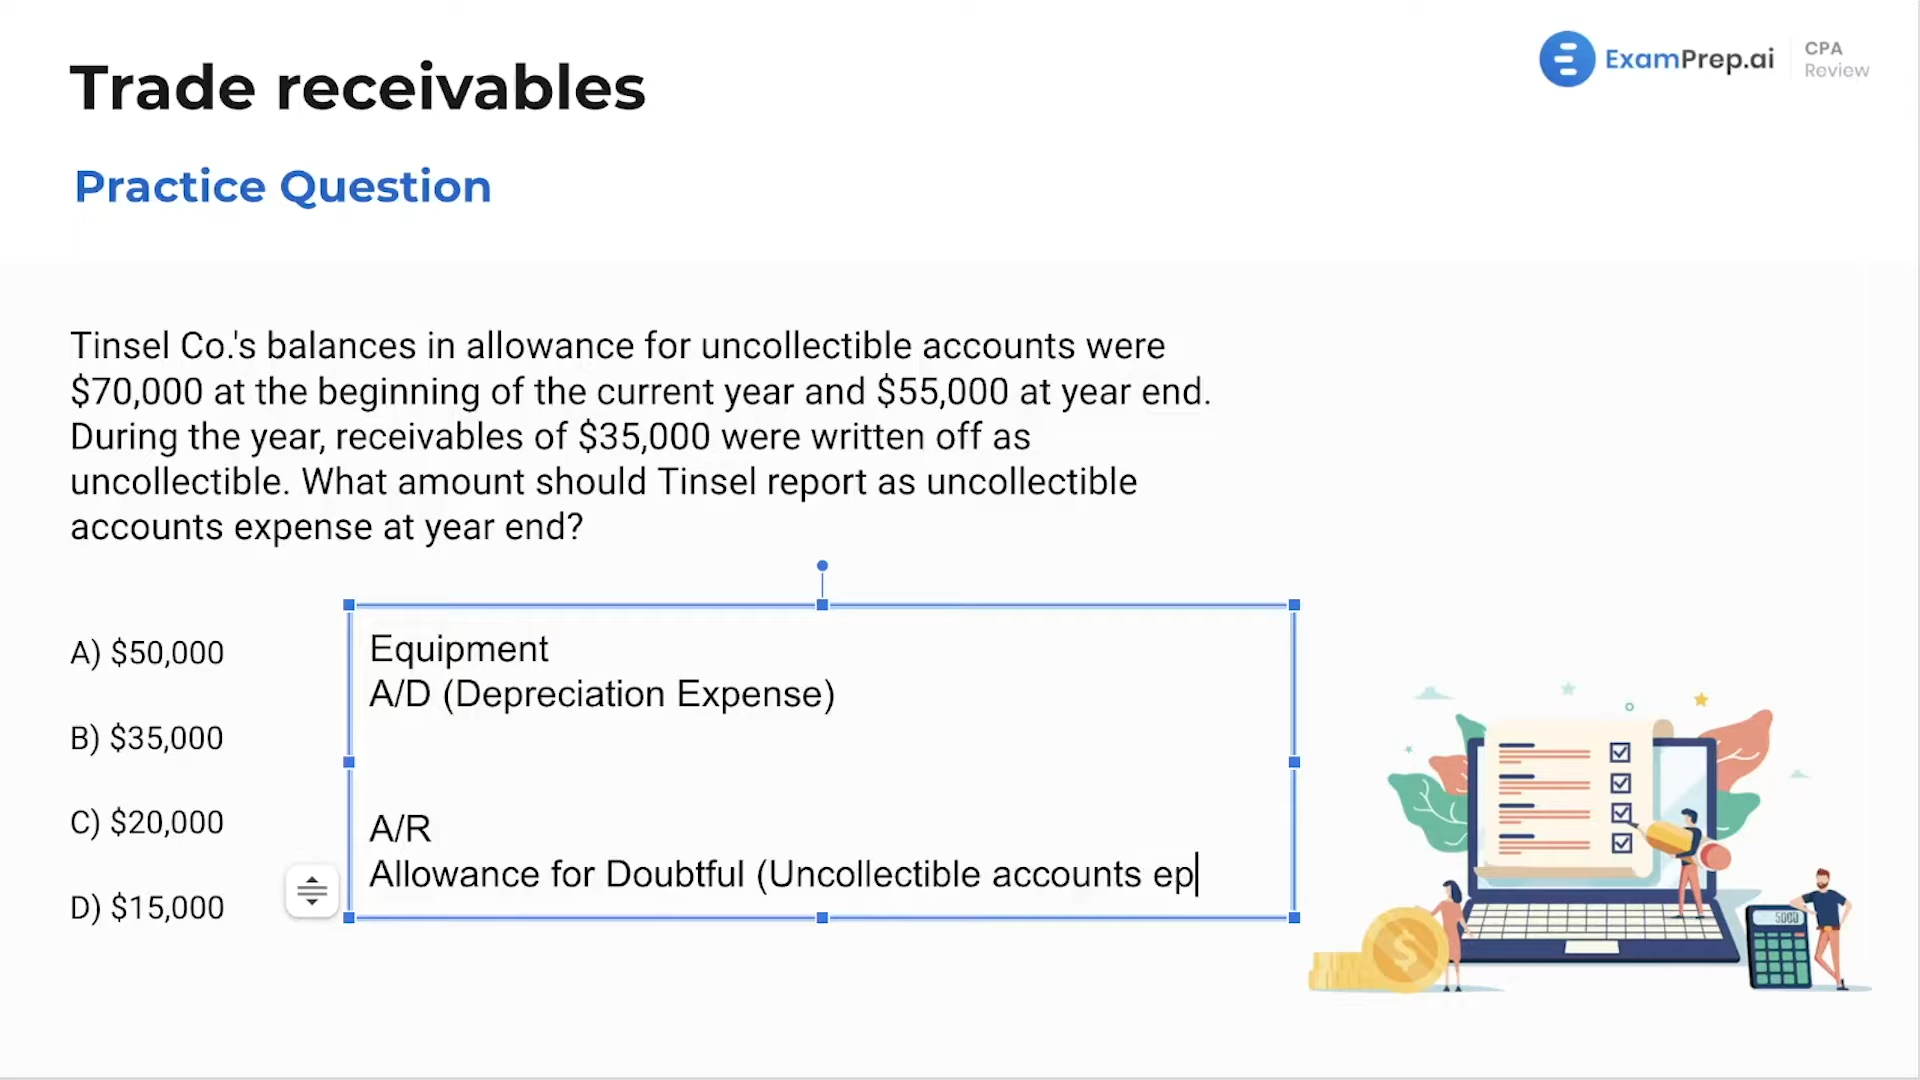 Trade receivables
ExamPrep.ai
CPA
Review
Practice Question
Tinsel Co.'s balances in allowance for uncollectible accounts were
$70,000 at the beginning of the current year and $55,000 at year end.
During the year, receivables of $35,000 were written off as
uncollectible. What amount should Tinsel report as uncollectible
accounts expense at year end?
A) $50,000
B) $35,000
C) $20,000
D) $15,000
Equipment
A/D (Depreciation Expense)
A/R
Allowance for Doubtful (Uncollectible accounts ep
5000
$